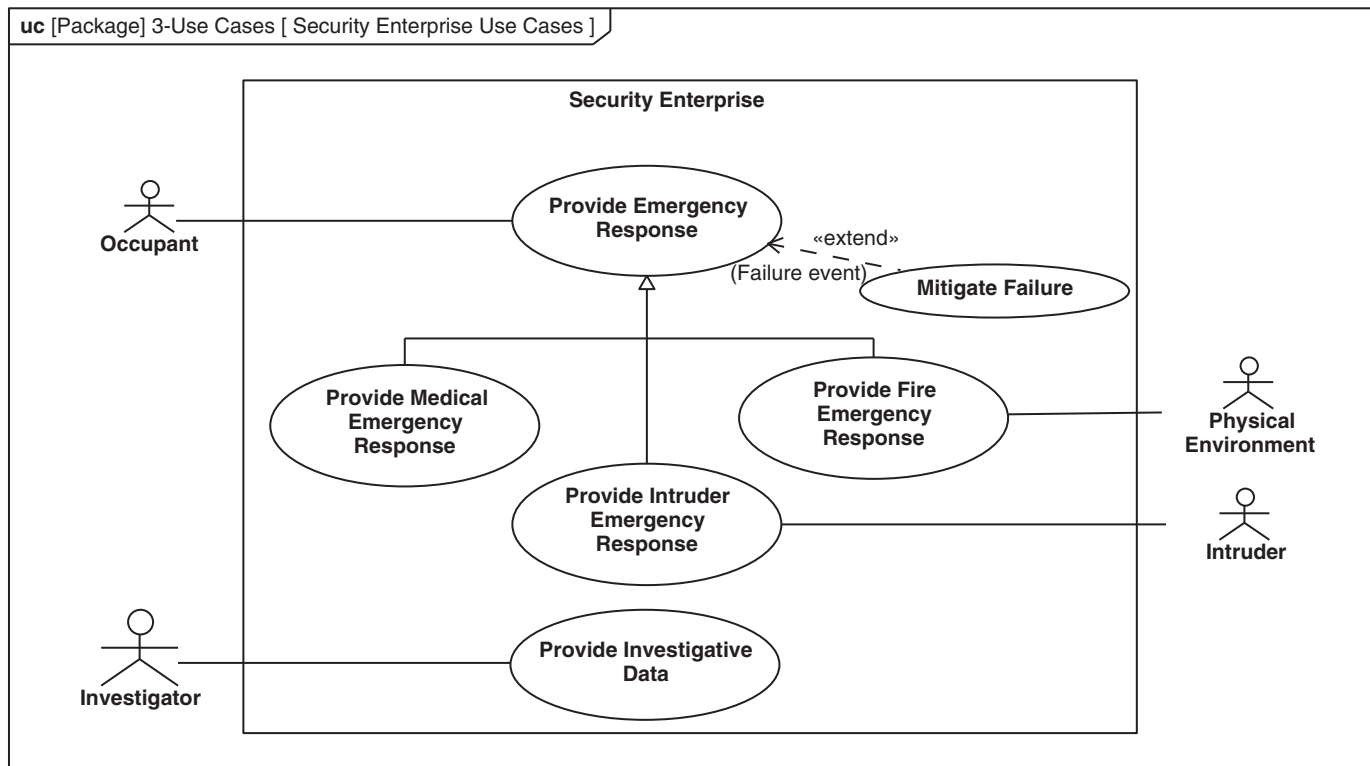 uc [Package] 3-Use Cases [ Security Enterprise Use Cases ]
Security Enterprise
Provide Emergency
Response
Occupant
«extend»
(Failure event)
Mitigate Failure
Provide Medical
Emergency
Response
Provide Fire
Emergency
Response
Physical
Environment
Provide Intruder
Emergency
Response
Intruder
Provide Investigative
Data
Investigator